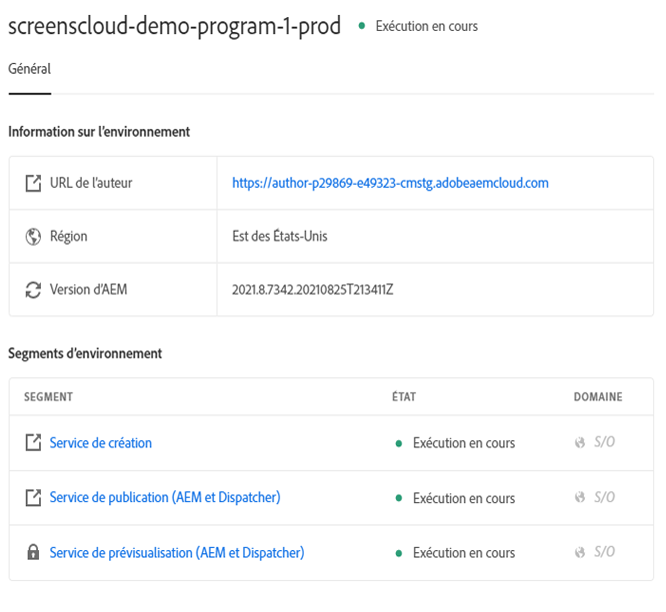 screenscloud-demo-program-1-prod Exécution en cours
Général
Information sur l'environnement
URL de l'auteur https://author-p29869-e49323-cmstg.adobeaemcloud.com
Région Est des États-Unis
Version d'AEM 2021.8.7342.20210825T213411Z
Segments d'environnement
SEGMENT ÉTAT DOMAINE
Service de création Exécution en cours S/O
Service de publication (AEM et Dispatcher) Exécution en cours S/O
Service de prévisualisation (AEM et Dispatcher) Exécution en cours S/O